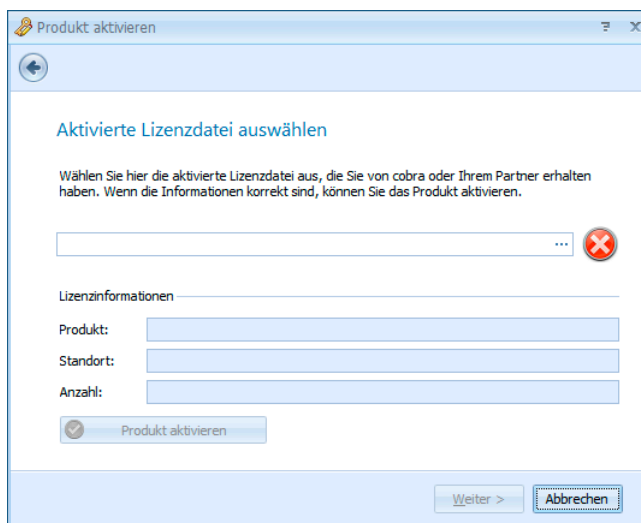 Produkt aktivieren
Aktivierte Lizenzdatei auswählen
Wählen Sie hier die aktivierte Lizenzdatei aus, die Sie von cobra oder Ihrem Partner erhalten
haben. Wenn die Informationen korrekt sind, können Sie das Produkt aktivieren.
...
Lizenzinformationen
Produkt:
Standort:
Anzahl:
Produkt aktivieren
Weiter >
Abbrechen